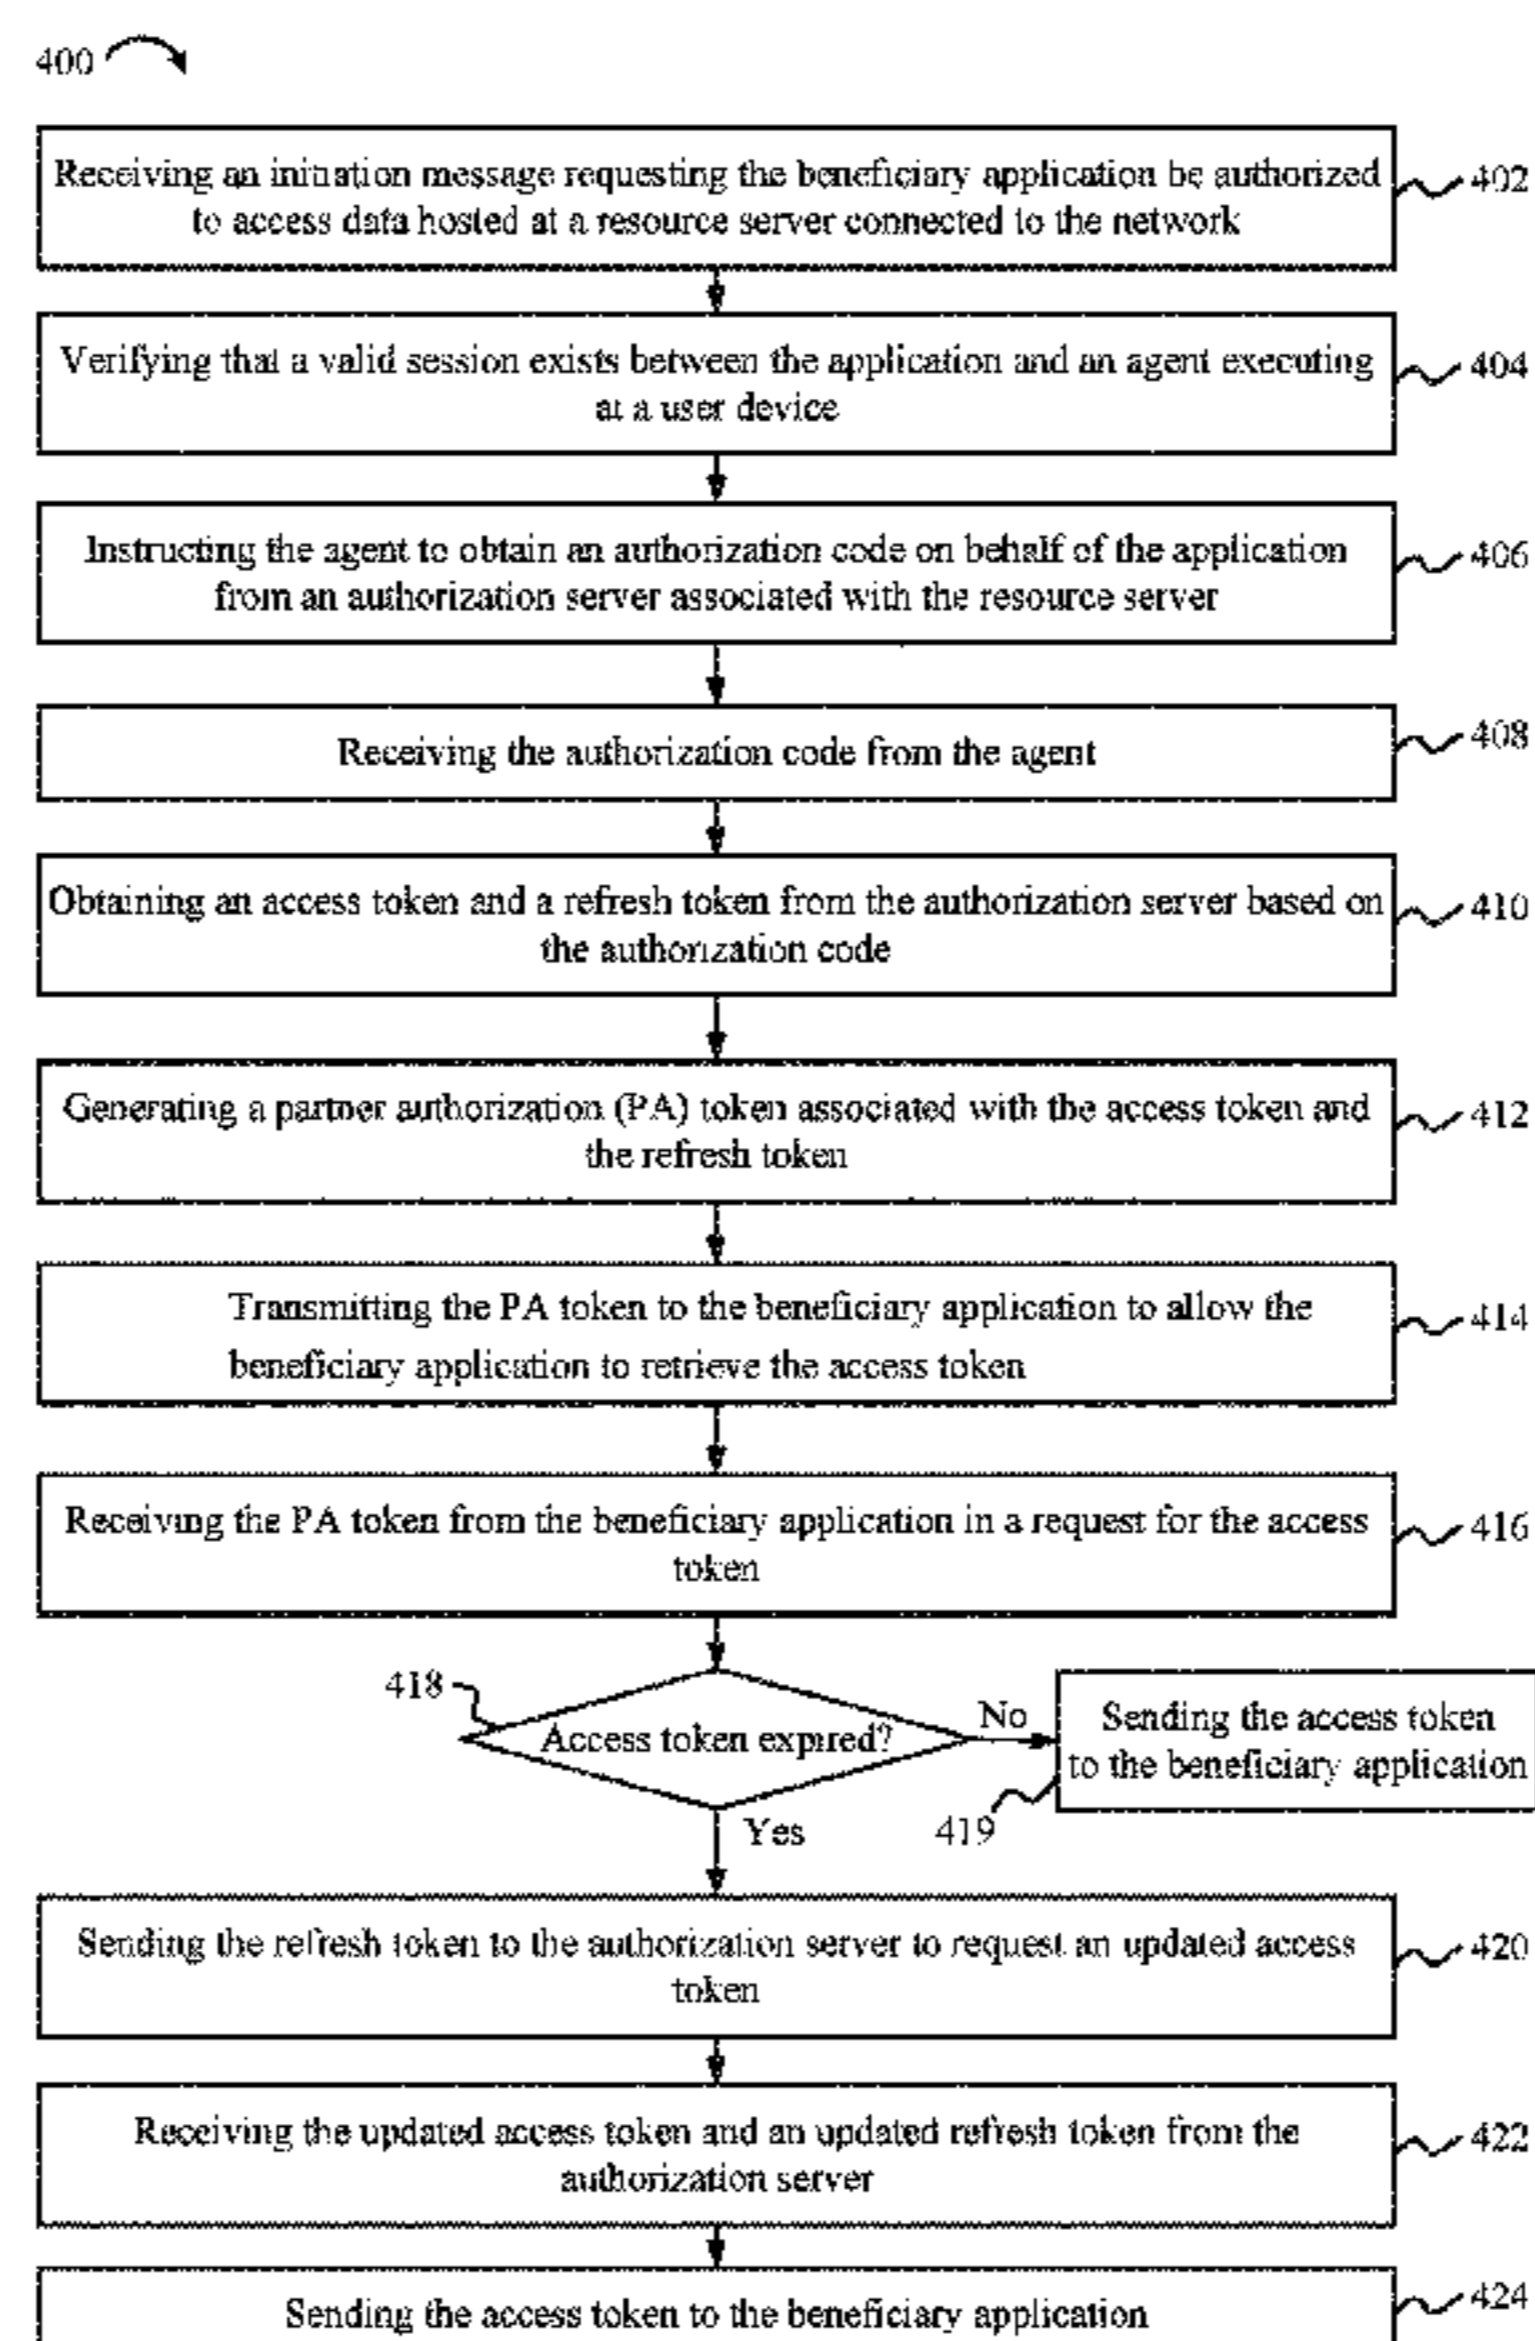 400
Receiving an initiation message requesting the beneficiary application be authorized
to access data hosted at a resource server connected to the network
402
Verifying that a valid session exists between the application and an agent executing
at a user device
404
Instructing the agent to obtain an authorization code on behalf of the application
from an authorization server associated with the resource server
406
Receiving the authorization code from the agent
408
Obtaining an access token and a refresh token from the authorization server based on
the authorization code
410
Generating a partner authorization (PA) token associated with the access token and
the refresh token
412
Transmitting the PA token to the beneficiary application to allow the
beneficiary application to retrieve the access token
414
Receiving the PA token from the beneficiary application in a request for the access
token
416
418
Access token expired?
No
Sending the access token
to the beneficiary application
419
Yes
Sending the refresh token to the authorization server to request an updated access
token
420
Receiving the updated access token and an updated refresh token from the
authorization server
422
Sending the access token to the beneficiary application
424